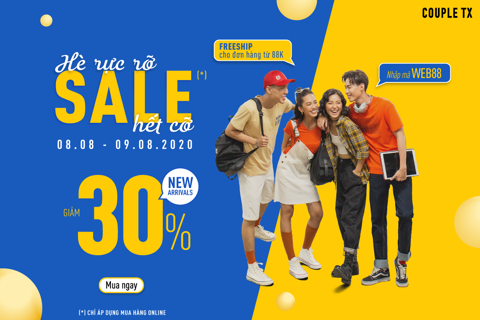 COUPLE TX
Hè rực rỡ
SALE (*)
hết cỡ
08.08 - 09.08.2020
FREESHIP
cho đơn hàng từ 88K
Nhập mã WEB88
GIẢM
30%
NEW
ARRIVALS
Mua ngay
(*) CHỈ ÁP DỤNG MUA HÀNG ONLINE